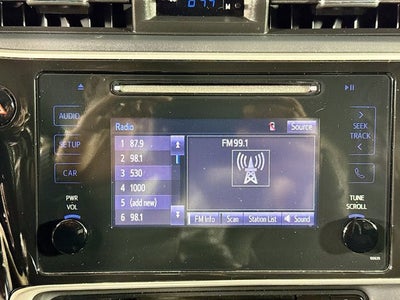 AUDIO
SETUP
CAR
PWR
VOL
Radio
Source
1 87.9
2 98.1
3 530
4 1000
5 (add new)
6 98.1
FM 99.1
FM Info
Scan
Station List
Sound
SEEK
TRACK
TUNE
SCROLL